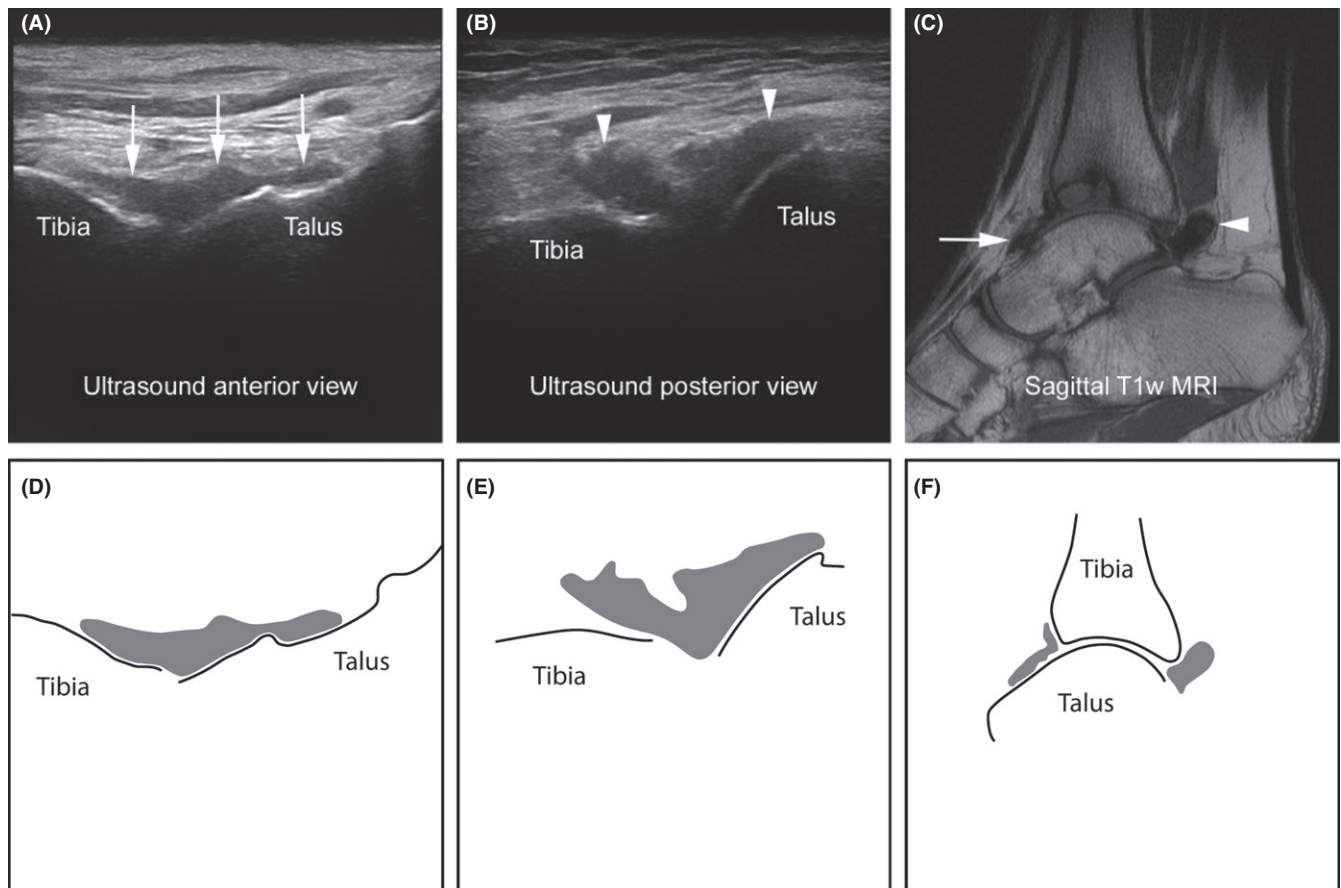 (A)
Tibia
Talus
Ultrasound anterior view
(B)
Tibia
Talus
Ultrasound posterior view
(C)
Sagittal T1w MRI
(D)
Tibia
Talus
(E)
Tibia
Talus
(F)
Tibia
Talus